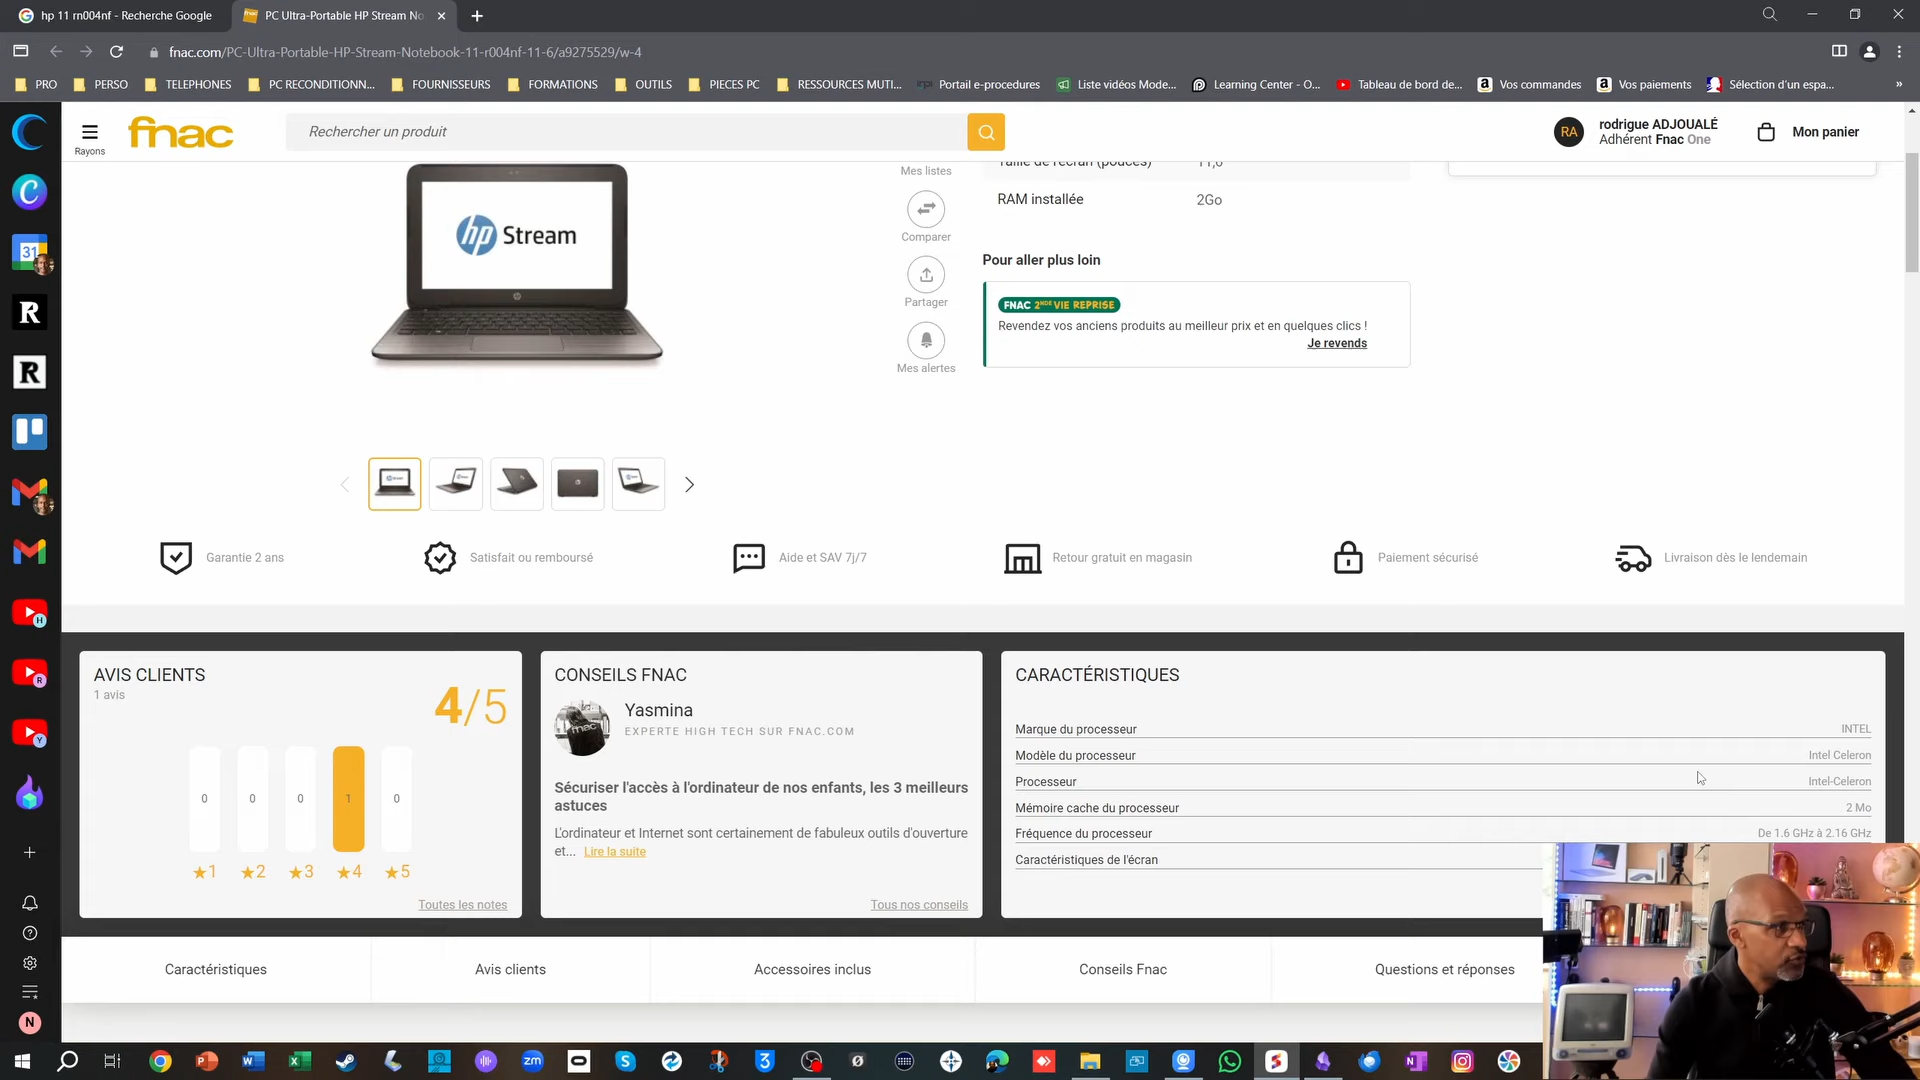 hp 11 rn004nf - Recherche Google
PC Ultra-Portable HP Stream No
fnac.com/PC-Ultra-Portable-HP-Stream-Notebook-11-r004nf-11-6/a9275529/w-4
PRO
PERSO
TELEPHONES
PC RECONDITIONN...
FOURNISSEURS
FORMATIONS
OUTILS
PIECES PC
RESSOURCES MUTI...
Portail e-procedures
Liste vidéos Mode...
Learning Center - O...
Tableau de bord de...
Vos commandes
Vos paiements
Sélection d'un espa...
Rayons
fnac
Rechercher un produit
RA
rodrigue ADJOUALÉ
Adhérent Fnac One
Mon panier
Mes listes
Taille de l'écran (pouces)
11,6
RAM installée
2Go
Comparer
Partager
Mes alertes
hp Stream
Pour aller plus loin
FNAC 2NDE VIE REPRISE
Revendez vos anciens produits au meilleur prix et en quelques clics !
Je revends
Garantie 2 ans
Satisfait ou remboursé
Aide et SAV 7j/7
Retour gratuit en magasin
Paiement sécurisé
Livraison dès le lendemain
AVIS CLIENTS
1 avis
4/5
0
0
0
1
0
★1
★2
★3
★4
★5
Toutes les notes
CONSEILS FNAC
Yasmina
EXPERTE HIGH TECH SUR FNAC.COM
Sécuriser l'accès à l'ordinateur de nos enfants, les 3 meilleurs
astuces
L'ordinateur et Internet sont certainement de fabuleux outils d'ouverture
et... Lire la suite
Tous nos conseils
CARACTÉRISTIQUES
Marque du processeur
INTEL
Modèle du processeur
Intel Celeron
Processeur
Intel-Celeron
Mémoire cache du processeur
2 Mo
Fréquence du processeur
De 1.6 GHz à 2.16 GHz
Caractéristiques de l'écran
Caractéristiques
Avis clients
Accessoires inclus
Conseils Fnac
Questions et réponses
31
R
R
H
R
Y
N
zm